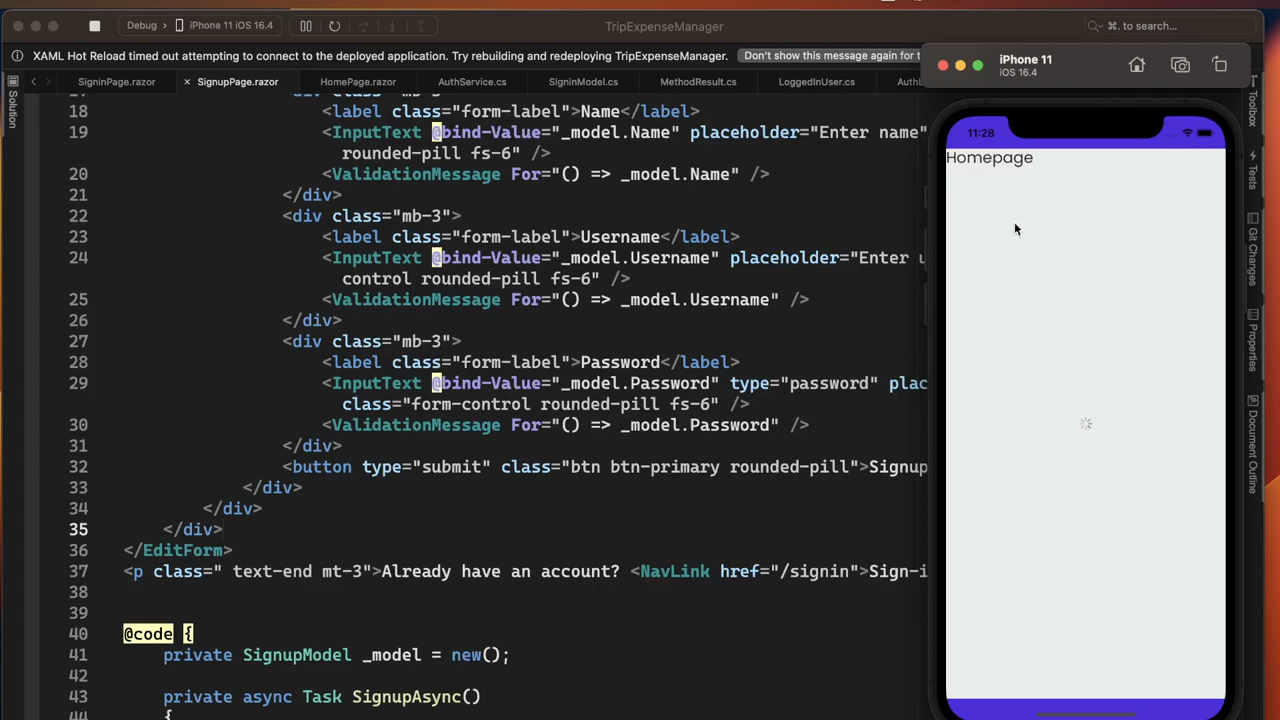 Debug
iPhone 11 iOS 16.4
TripExpenseManager
⌘. to search...
XAML Hot Reload timed out attempting to connect to the deployed application. Try rebuilding and redeploying TripExpenseManager.
Don't show this message again for t
SigninPage.razor
SignupPage.razor
HomePage.razor
AuthService.cs
SigninModel.cs
MethodResult.cs
LoggedInUser.cs
Auth
Solution
18 <label class="form-label">Name</label>
19 <InputText @bind-Value="_model.Name" placeholder="Enter name"
rounded-pill fs-6" />
20 <ValidationMessage For="() => _model.Name" />
21 </div>
22 <div class="mb-3">
23 <label class="form-label">Username</label>
24 <InputText @bind-Value="_model.Username" placeholder="Enter u
control rounded-pill fs-6" />
25 <ValidationMessage For="() => _model.Username" />
26 </div>
27 <div class="mb-3">
28 <label class="form-label">Password</label>
29 <InputText @bind-Value="_model.Password" type="password" plac
class="form-control rounded-pill fs-6" />
30 <ValidationMessage For="() => _model.Password" />
31 </div>
32 <button type="submit" class="btn btn-primary rounded-pill">Signup
33 </div>
34 </div>
35 </div>
36 </EditForm>
37 <p class=" text-end mt-3">Already have an account? <NavLink href="/signin">Sign-i
38
39
40 @code {
41 private SignupModel _model = new();
42
43 private async Task SignupAsync()
{
iPhone 11
iOS 16.4
11:28
Homepage
Toolbox
Tests
Git Changes
Properties
Document Outline